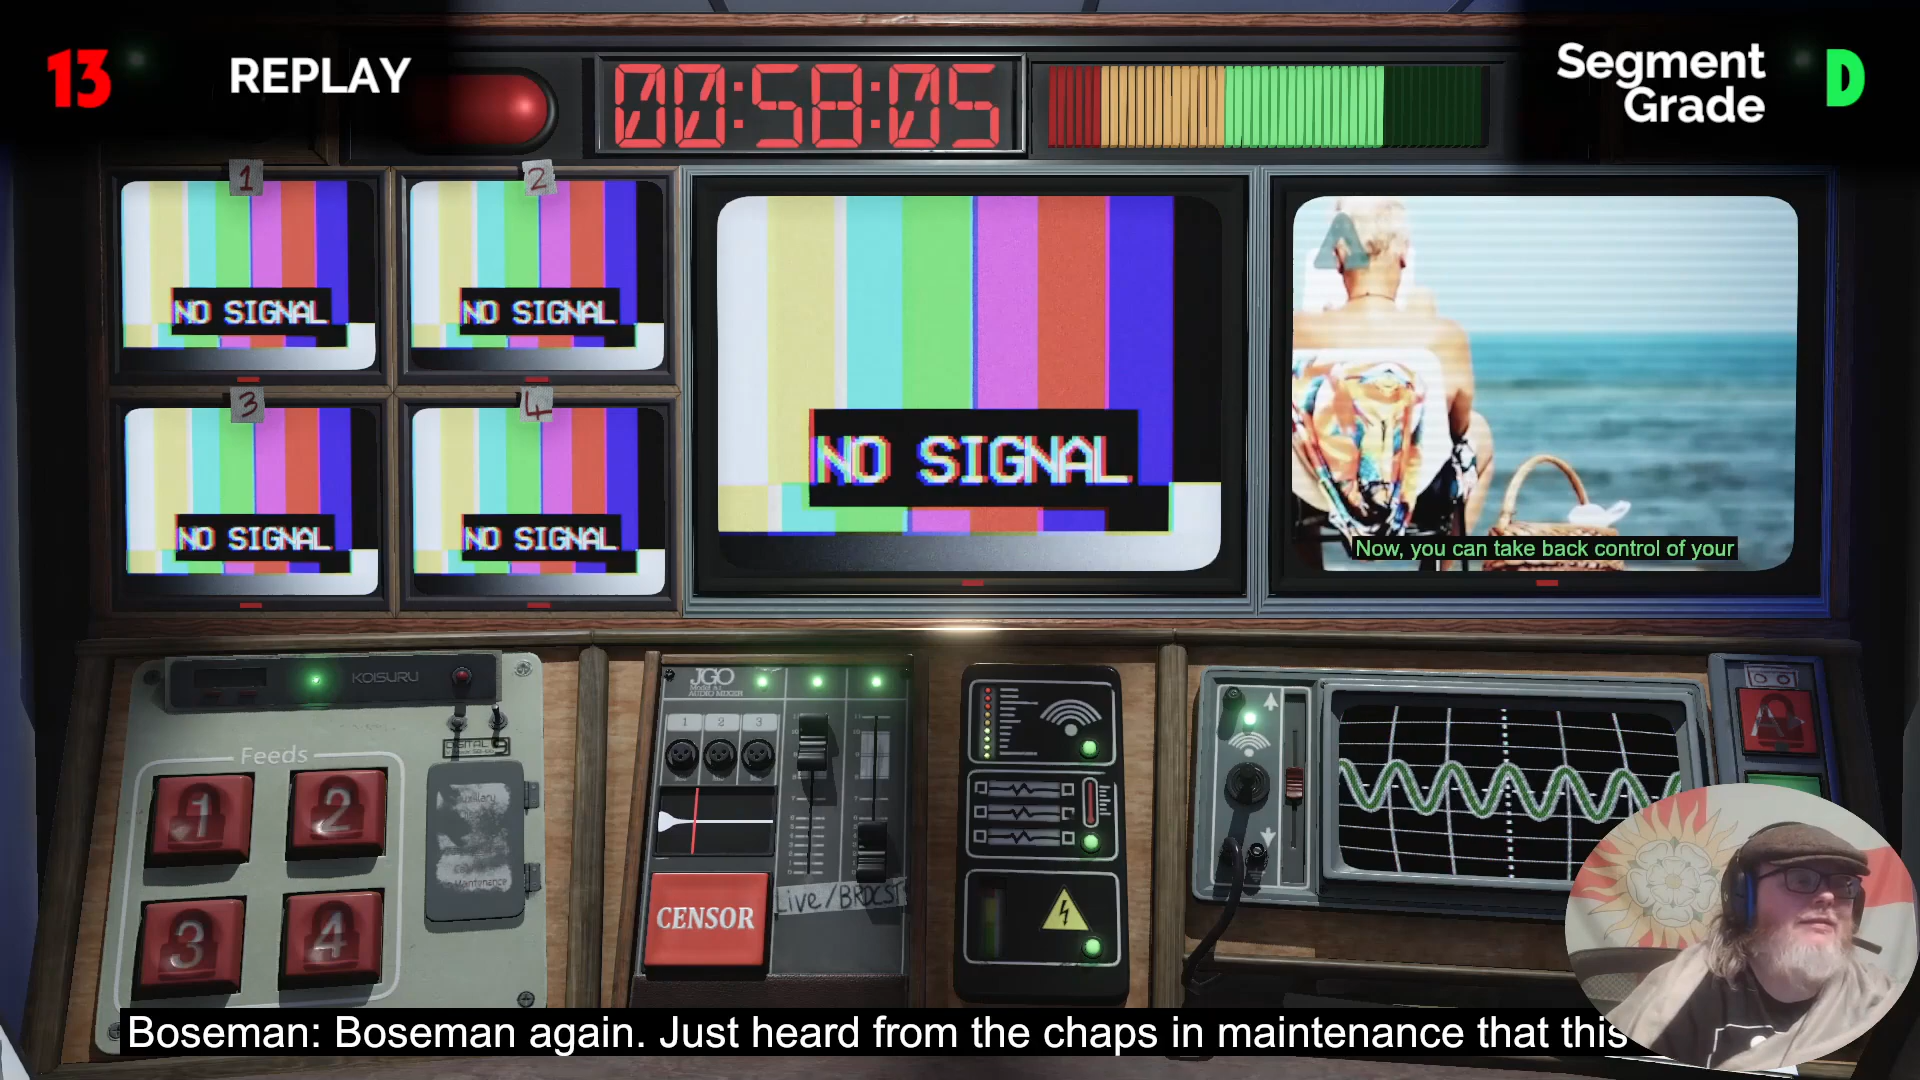 13
REPLAY
00:58:05
Segment
Grade
D
1
2
NO SIGNAL
NO SIGNAL
3
4
NO SIGNAL
NO SIGNAL
NO SIGNAL
Now, you can take back control of your
KOISURU
Feeds
1
2
3
4
JGO
AUDIO MIXER
1 2 3
CENSOR
Live/BRDCST
A
Boseman: Boseman again. Just heard from the chaps in maintenance that this